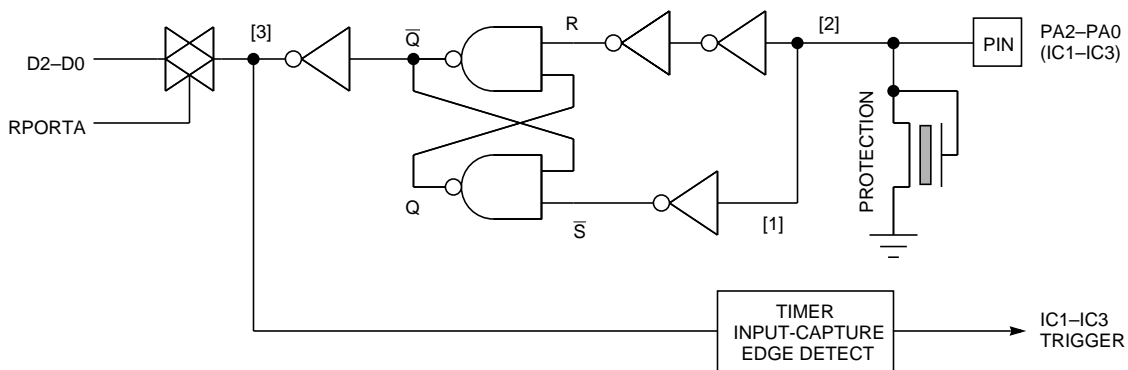 [3]
Q̅
R
[2]
PIN
PA2–PA0
(IC1–IC3)
D2–D0
RPORTA
PROTECTION
Q
S̅
[1]
TIMER
INPUT-CAPTURE
EDGE DETECT
IC1–IC3
TRIGGER